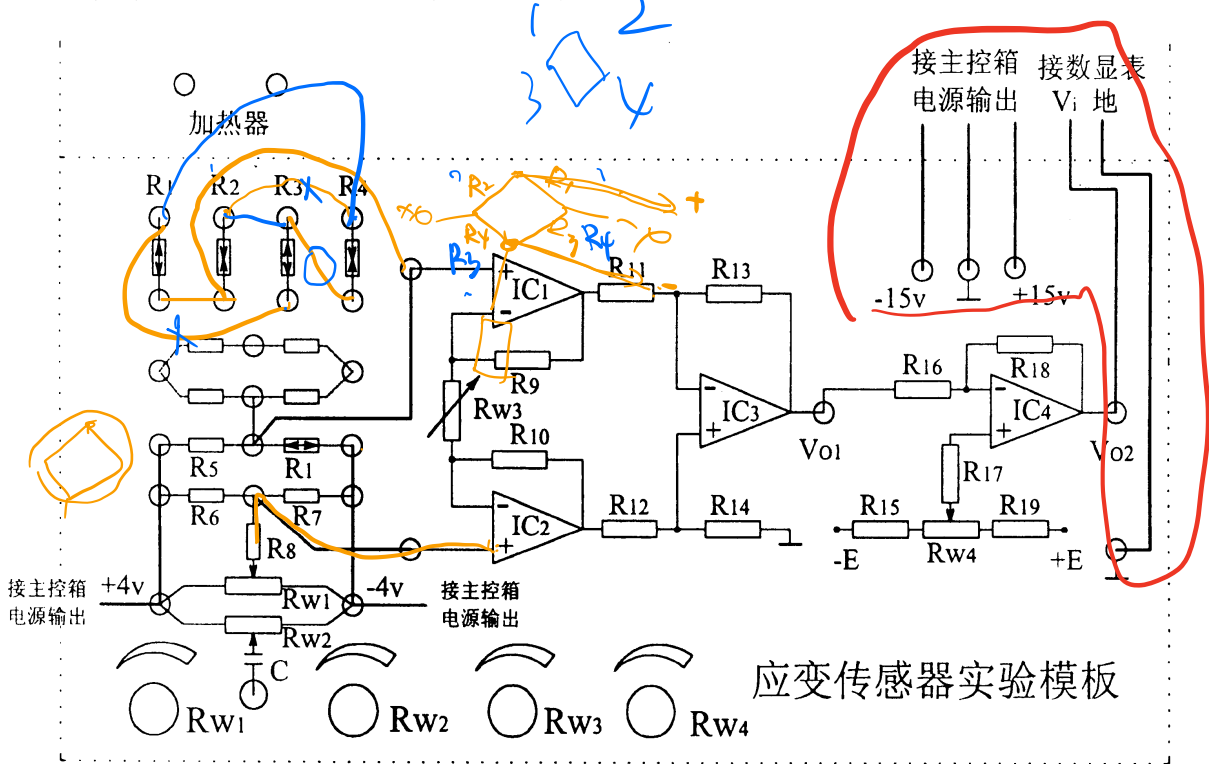 1 2
3 4
接主控箱 接数显表
电源输出 Vi 地
加热器
R1 R2 R3 R4
R2 R1 +
R4 R3 R4
R3
+ IC1 R11 R13
-
-15v +15v
R9
R16 R18
Rw3
- IC3
+
- IC4
+
R5 R1
R10
Vo1 Vo2
R17
R6 R7
- IC2
+
R12 R14
R15 R19
R8
-E Rw4 +E
接主控箱 +4v -4v 接主控箱
电源输出 Rw1 电源输出
Rw2
C
应变传感器实验模板
Rw1 Rw2 Rw3 Rw4